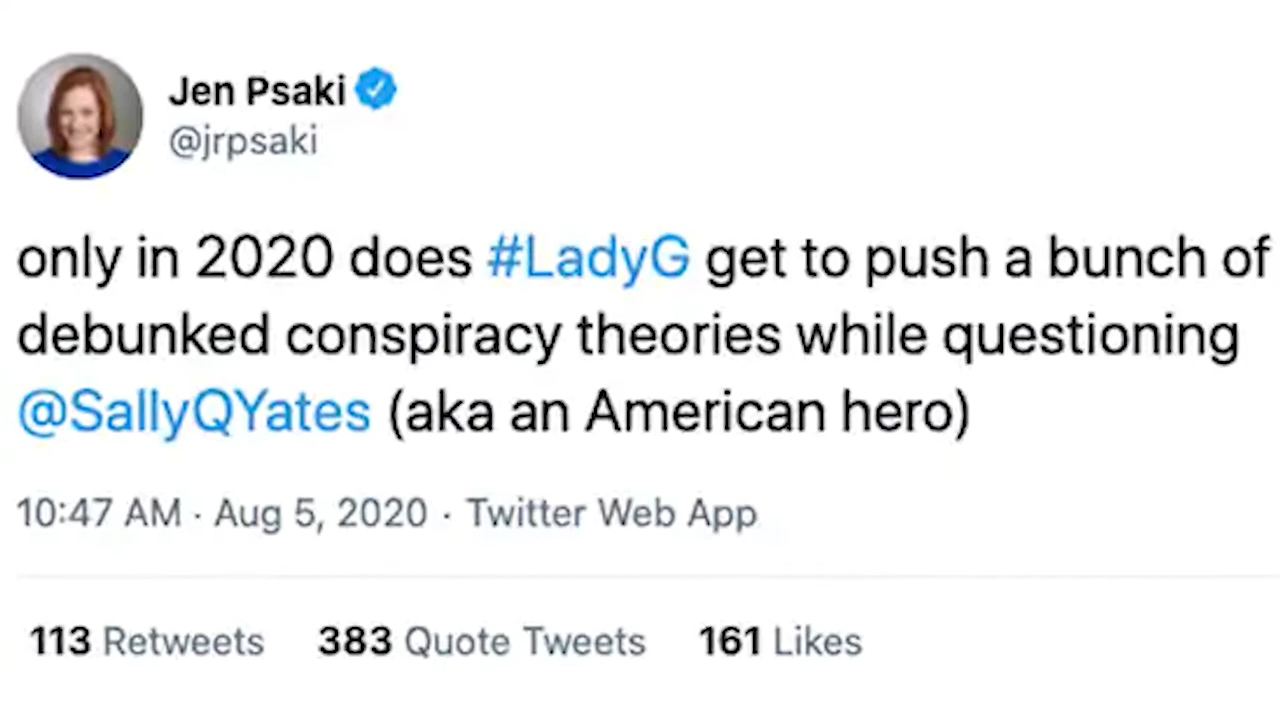 Jen Psaki
@jrpsaki
only in 2020 does #LadyG get to push a bunch of
debunked conspiracy theories while questioning
@SallyQYates (aka an American hero)
10:47 AM · Aug 5, 2020 · Twitter Web App
113 Retweets 383 Quote Tweets 161 Likes